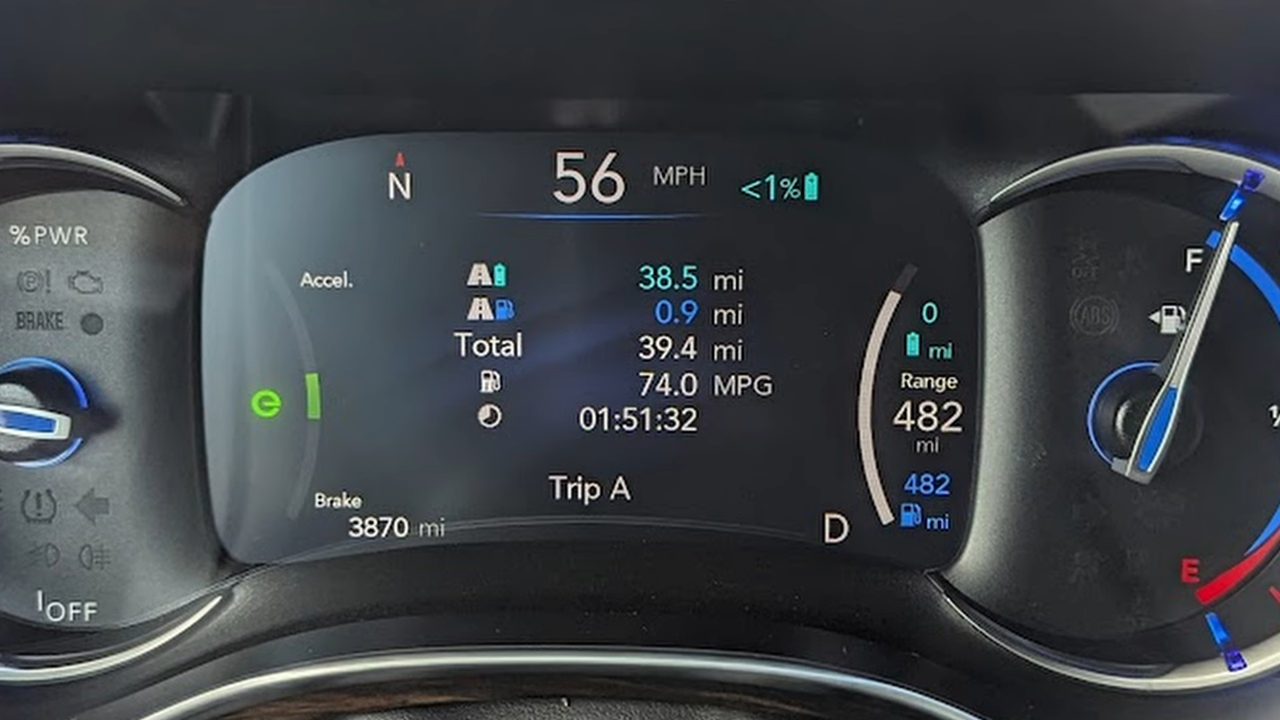 N
56 MPH
<1%
%PWR
BRAKE
OFF
Accel.
38.5 mi
0.9 mi
Total 39.4 mi
74.0 MPG
01:51:32
Trip A
Brake
3870 mi
D
0
mi
Range
482
mi
482
mi
F
ABS
E